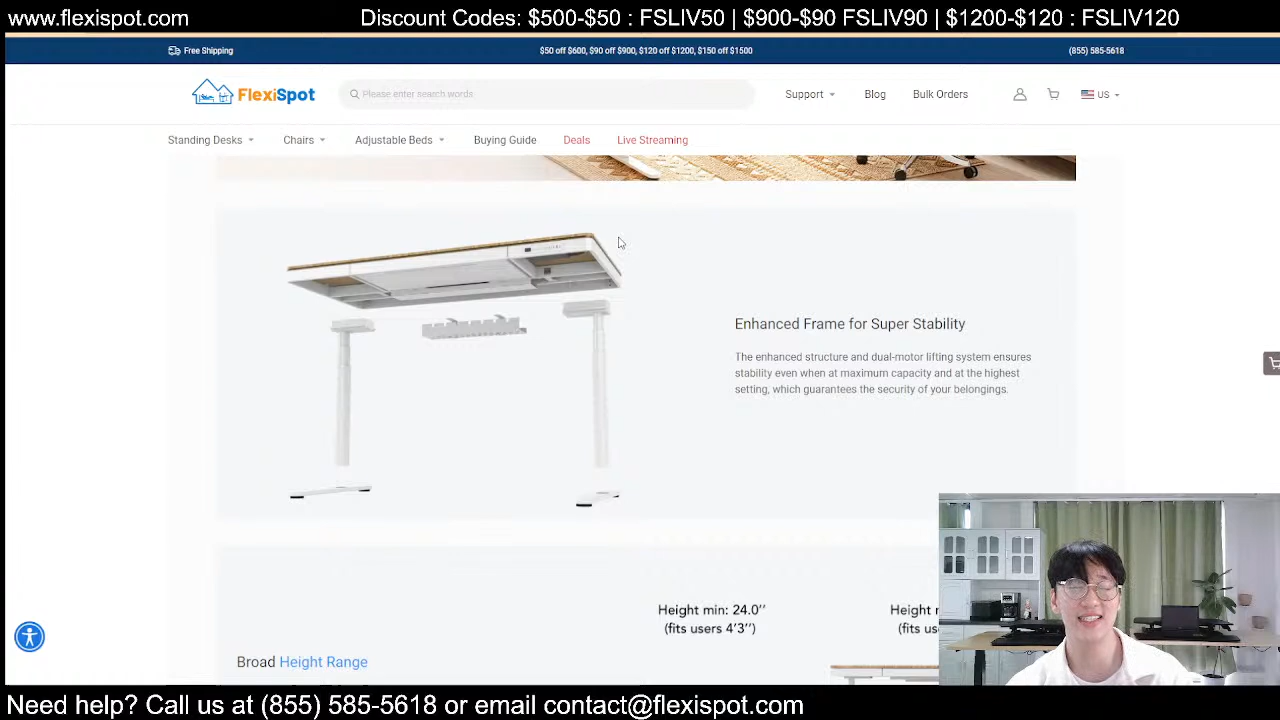 www.flexispot.com
Discount Codes: $500-$50 : FSLIV50 | $900-$90 FSLIV90 | $1200-$120 : FSLIV120
Free Shipping
$50 off $600, $90 off $900, $120 off $1200, $150 off $1500
(855) 585-5618
FlexiSpot
Please enter search words
Support
Blog
Bulk Orders
US
Standing Desks
Chairs
Adjustable Beds
Buying Guide
Deals
Live Streaming
Enhanced Frame for Super Stability
The enhanced structure and dual-motor lifting system ensures
stability even when at maximum capacity and at the highest
setting, which guarantees the security of your belongings.
Height min: 24.0’’
(fits users 4’3’’)
Height
(fits us
Broad Height Range
Need help? Call us at (855) 585-5618 or email contact@flexispot.com